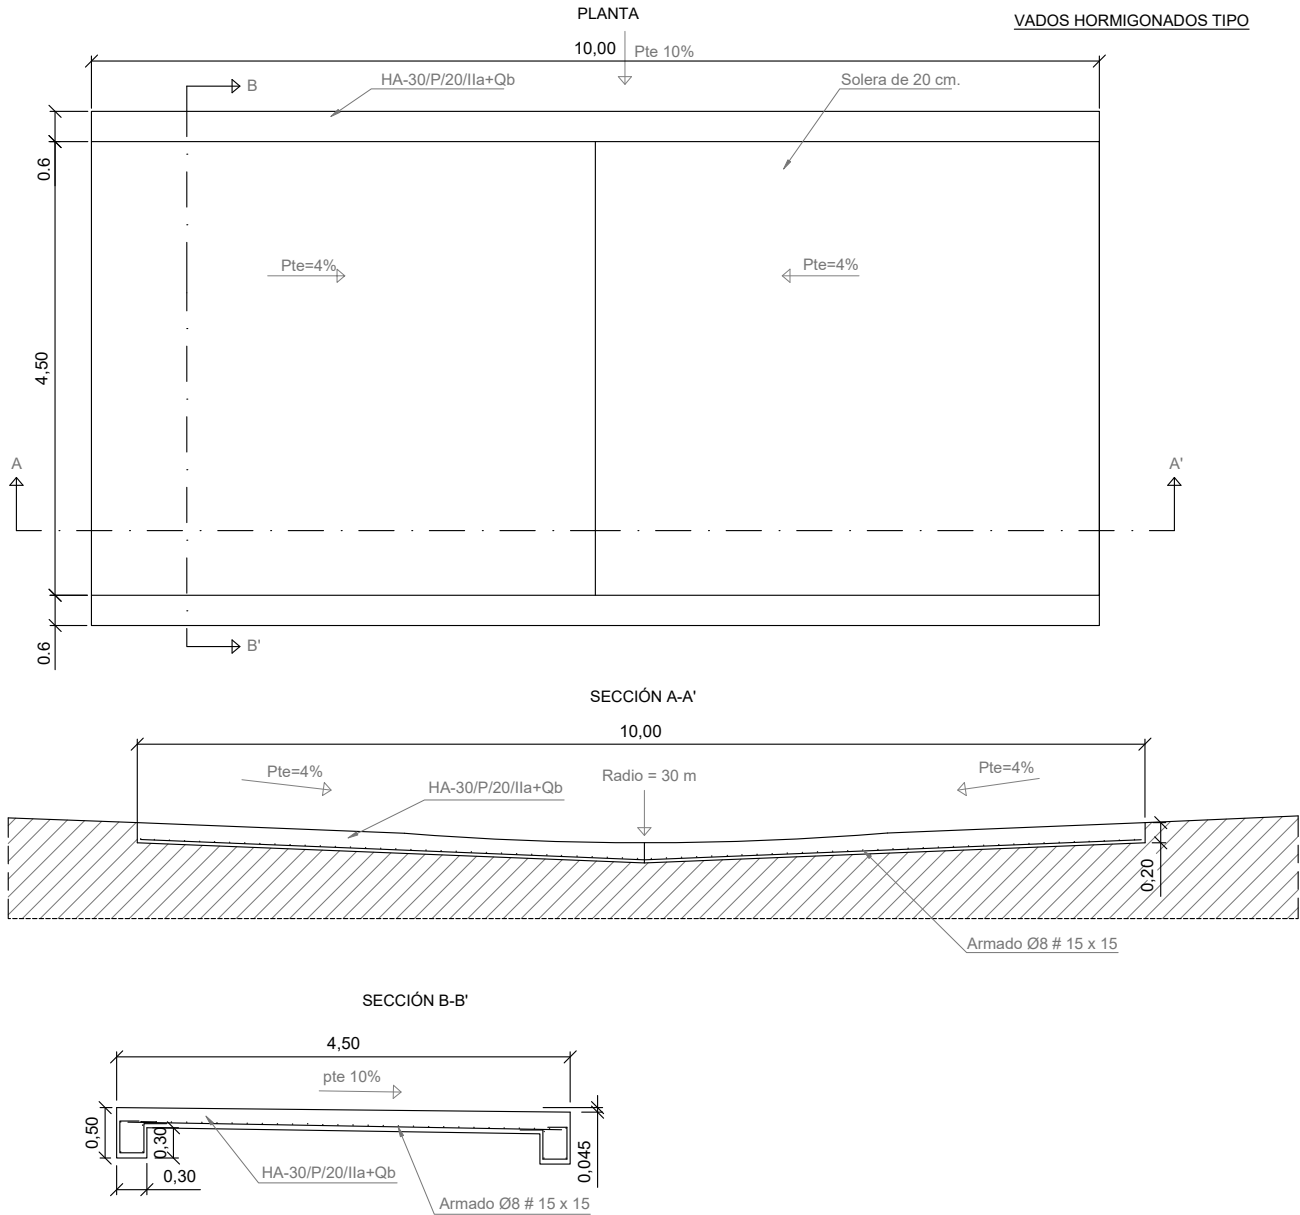 PLANTA
VADOS HORMIGONADOS TIPO
10,00
Pte 10%
B
HA-30/P/20/IIa+Qb
Solera de 20 cm.
0.6
Pte=4%
Pte=4%
4,50
A
A'
0.6
B'
SECCIÓN A-A'
10,00
Pte=4%
HA-30/P/20/IIa+Qb
Radio = 30 m
Pte=4%
0,20
Armado Ø8 # 15 x 15
SECCIÓN B-B'
4,50
pte 10%
0,50
0,30
0,045
0,30
HA-30/P/20/IIa+Qb
Armado Ø8 # 15 x 15